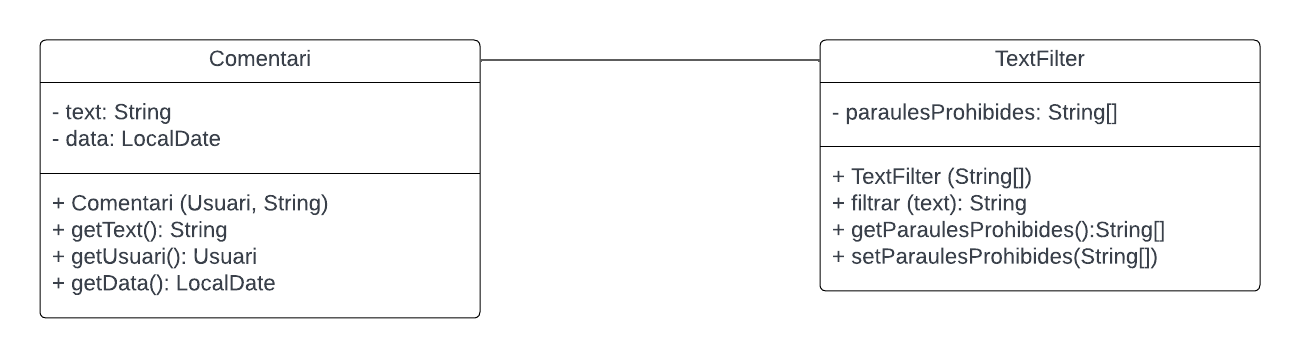 Comentari
- text: String
- data: LocalDate
+ Comentari (Usuari, String)
+ getText(): String
+ getUsuari(): Usuari
+ getData(): LocalDate
TextFilter
- paraulesProhibides: String[]
+ TextFilter (String[])
+ filtrar (text): String
+ getParaulesProhibides():String[]
+ setParaulesProhibides(String[])